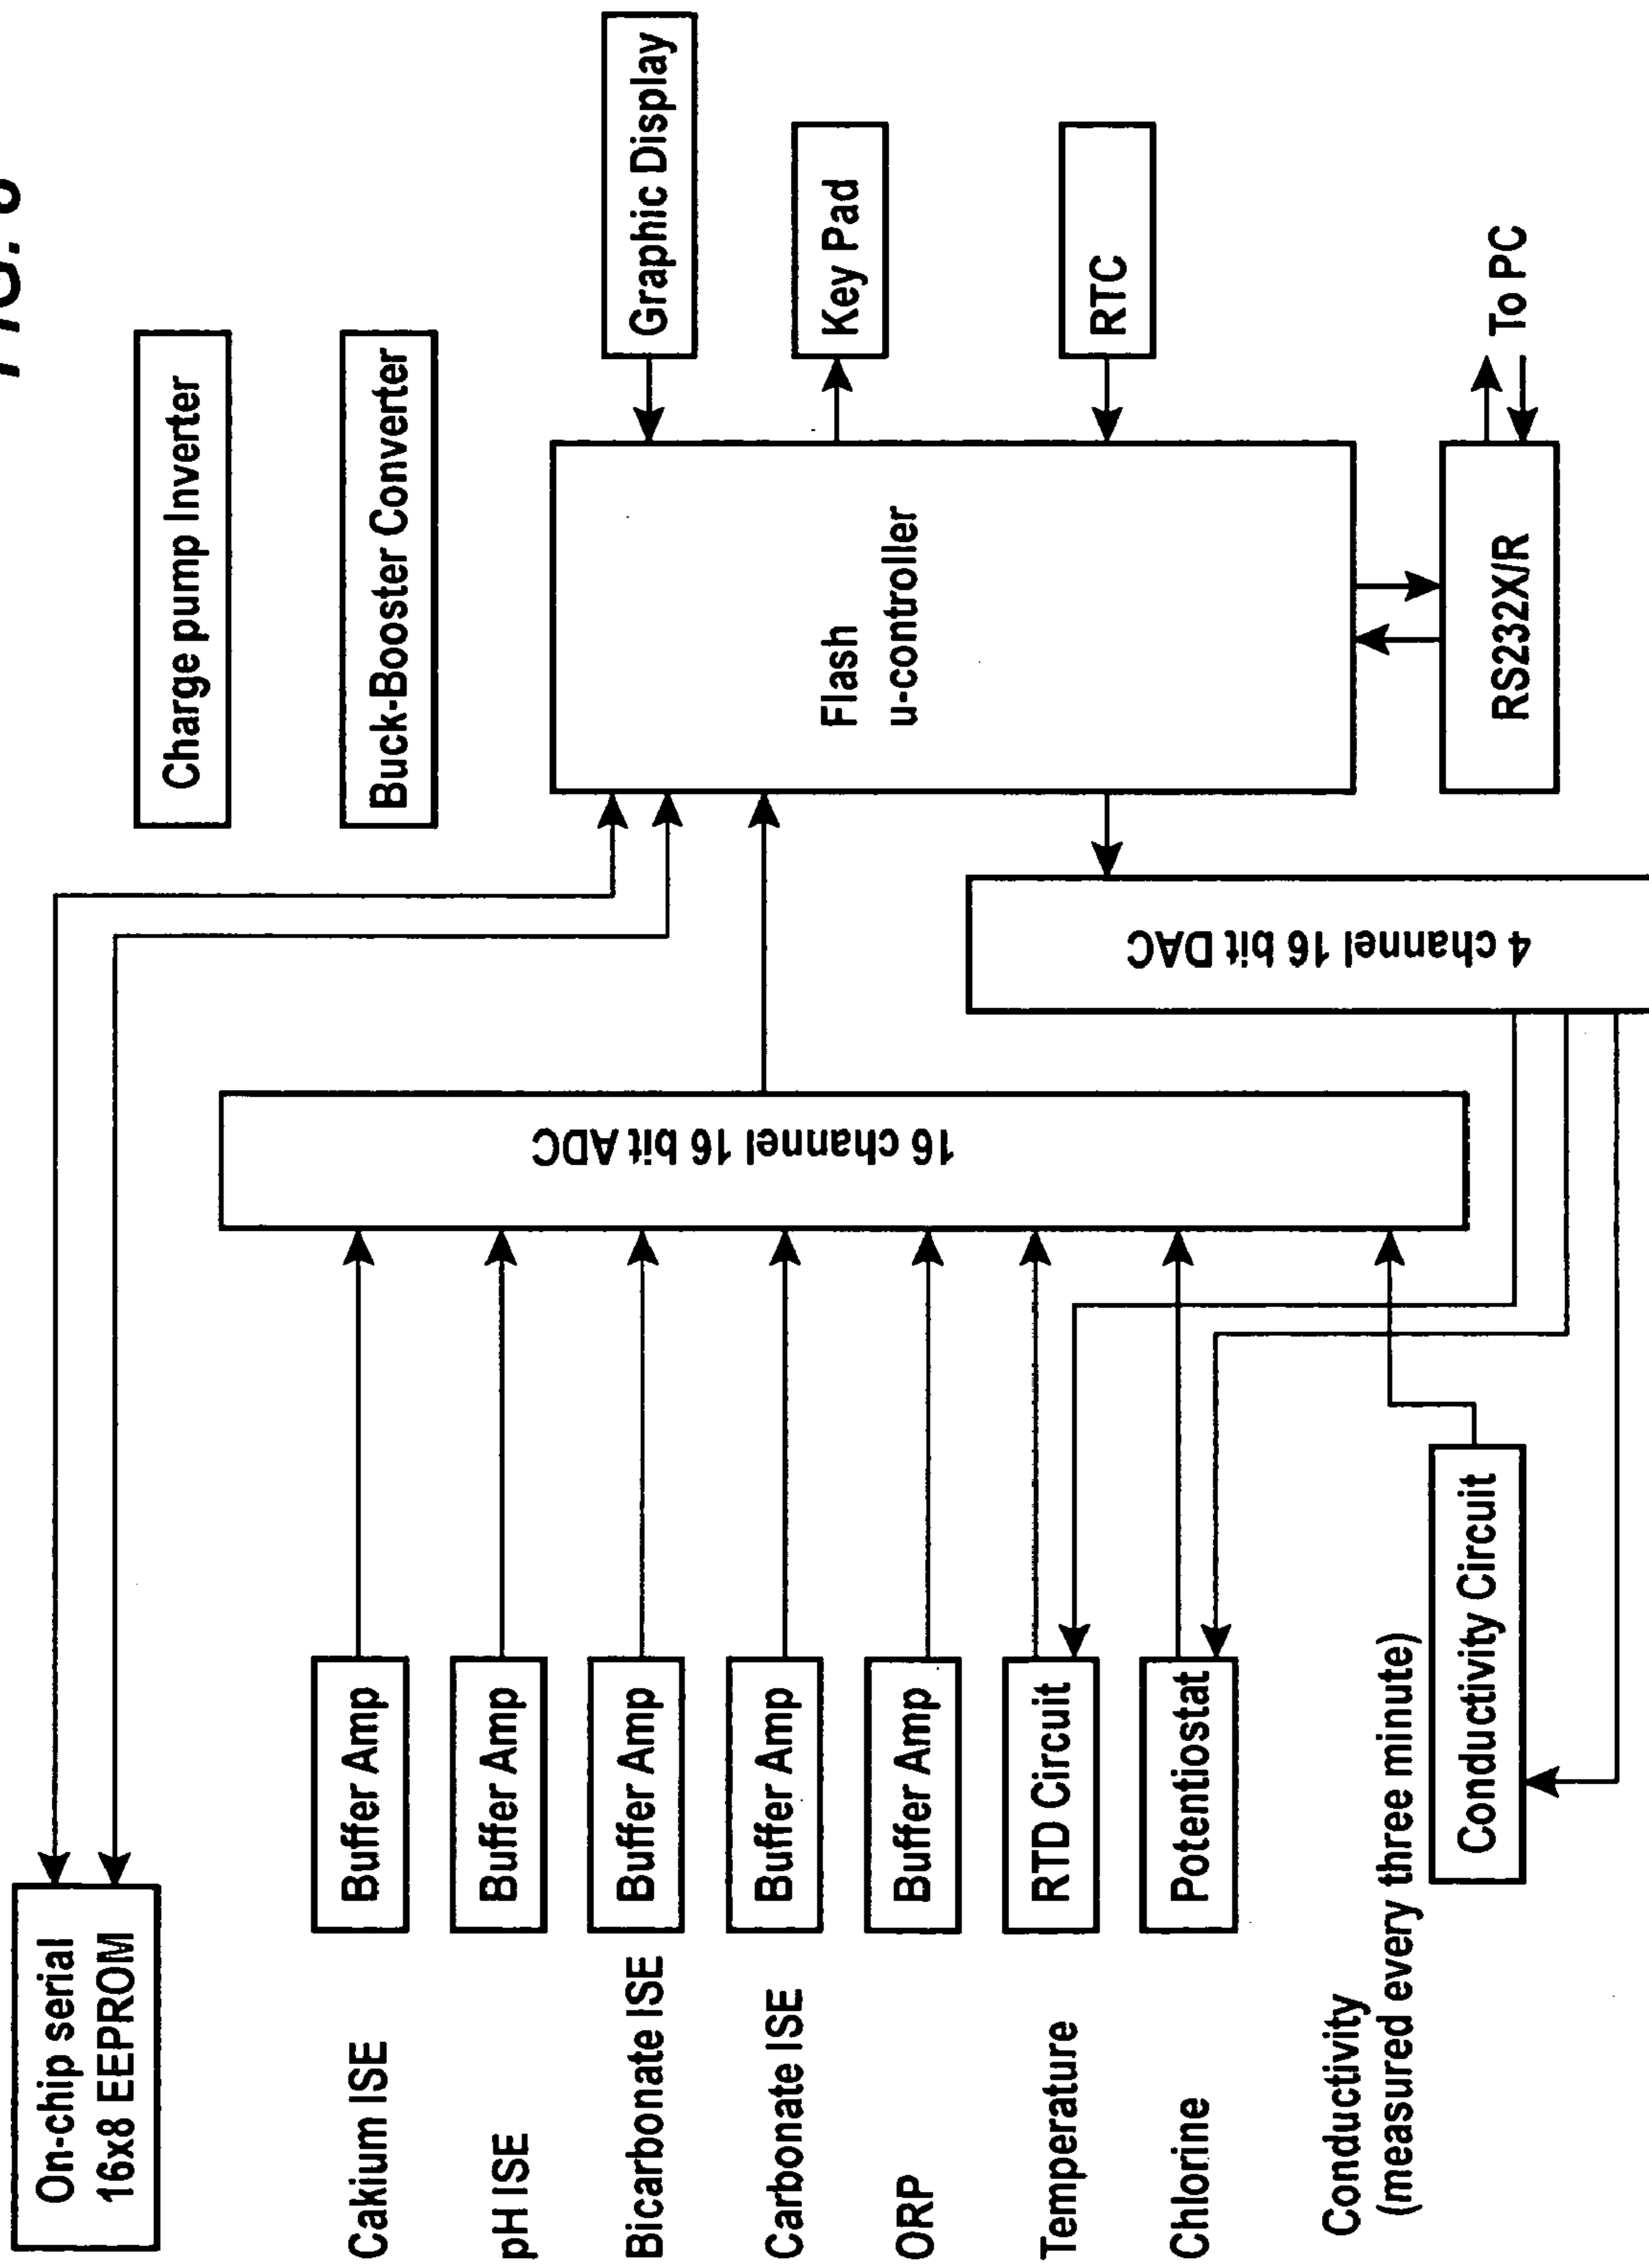 FIG.
On-chip serial
16x8 EEPROM
Charge pump Inverter
Buck-Booster Converter
Cakium ISE
Buffer Amp
pH ISE
Buffer Amp
Bicarbonate ISE
Buffer Amp
Carbonate ISE
Buffer Amp
ORP
Buffer Amp
Temperature
RTD Circuit
Chlorine
Potentiostat
Conductivity
(measured every three minute)
Conductivity Circuit
16 channel 16 bit ADC
4 channel 16 bit DAC
Flash
u-controller
Graphic Display
Key Pad
RTC
RS232X/R
To PC